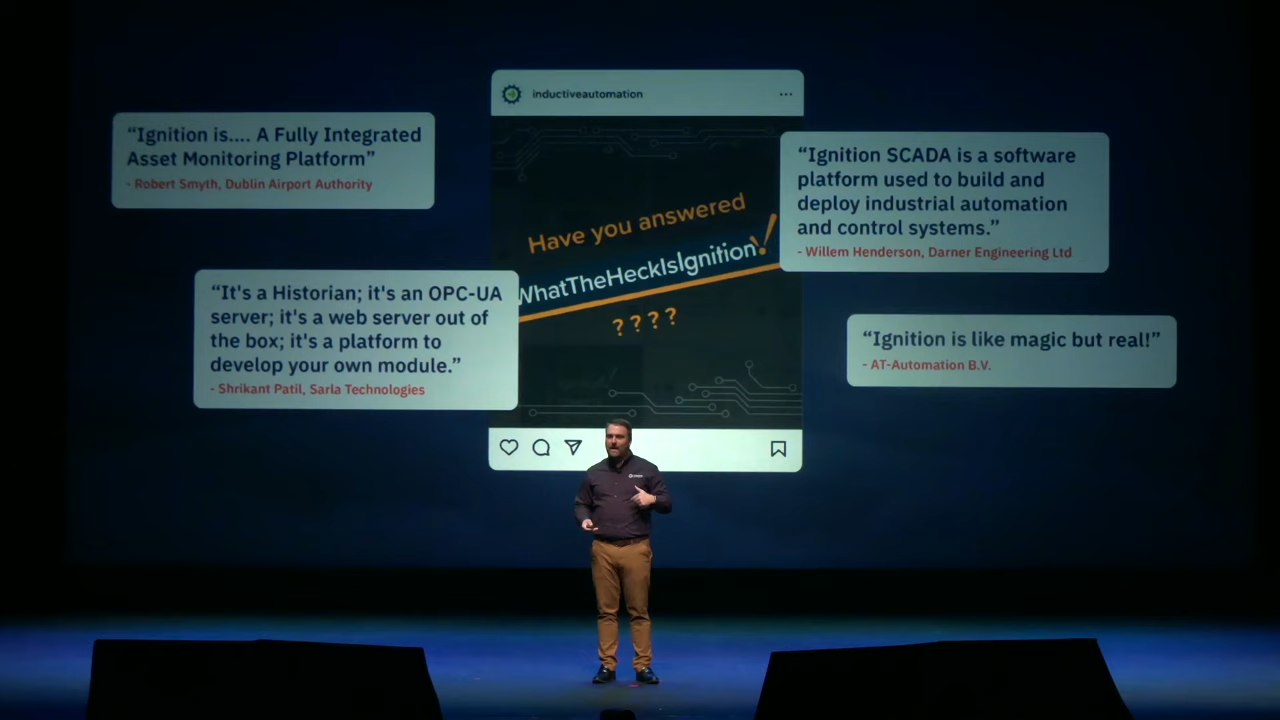 inductiveautomation
“Ignition is.... A Fully Integrated
Asset Monitoring Platform”
- Robert Smyth, Dublin Airport Authority
“Ignition SCADA is a software
platform used to build and
deploy industrial automation
and control systems.”
- Willem Henderson, Darner Engineering Ltd
Have you answered
WhatTheHeckIsIgnition!
????
“It's a Historian; it's an OPC-UA
server; it's a web server out of
the box; it's a platform to
develop your own module.”
- Shrikant Patil, Sarla Technologies
“Ignition is like magic but real!”
- AT-Automation B.V.